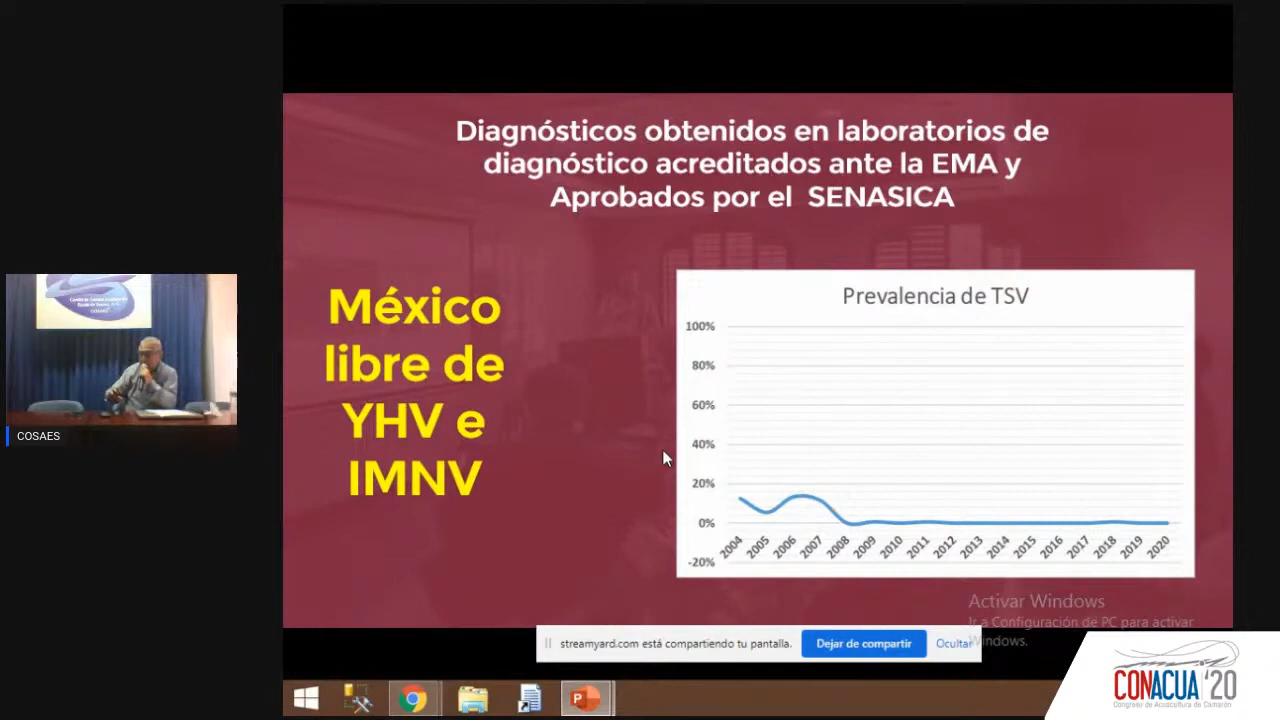 Diagnósticos obtenidos en laboratorios de
diagnóstico acreditados ante la EMA y
Aprobados por el SENASICA
México
libre de
YHV e
IMNV
Prevalencia de TSV
100%
80%
60%
40%
20%
0%
-20%
2004
2005
2006
2007
2008
2009
2010
2011
2012
2013
2014
2015
2016
2017
2018
2019
2020
COSAES
Activar Windows
Ir a Configuración de PC para activar
Windows.
streamyard.com está compartiendo tu pantalla.
Dejar de compartir
Ocultar
CONACUA '20
Congreso de Acuacultura de Camarón